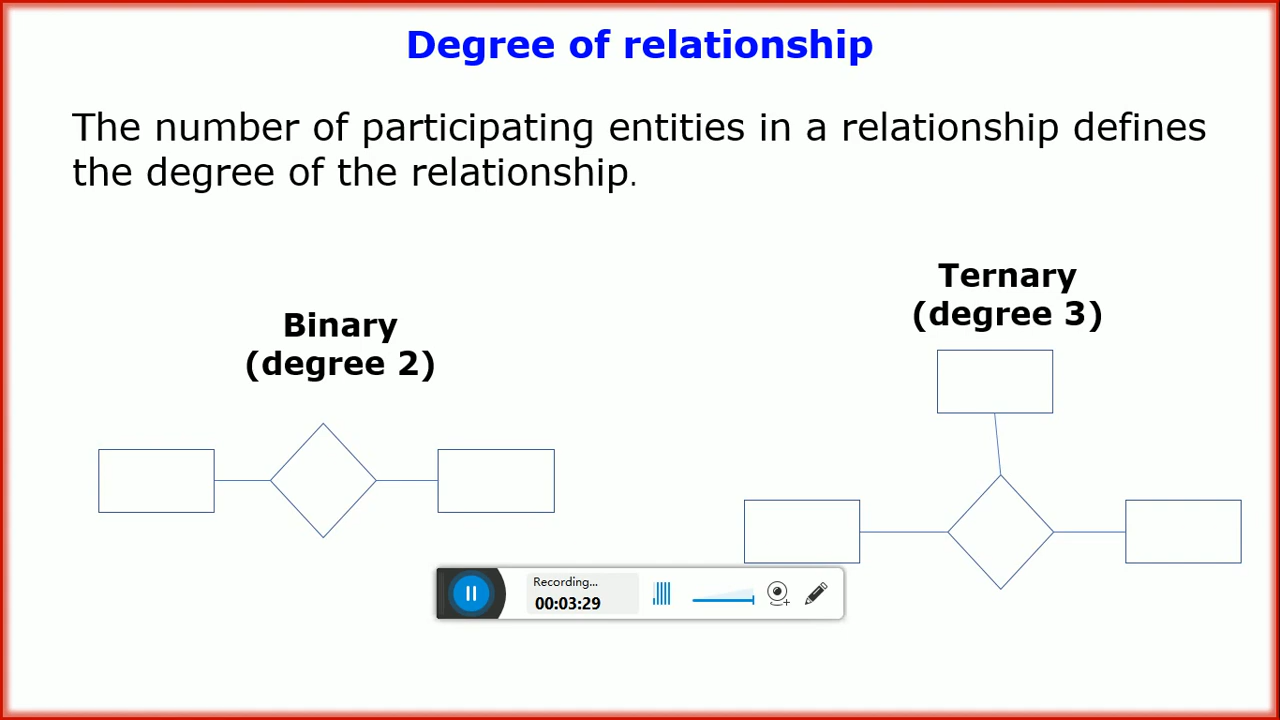 Degree of relationship
The number of participating entities in a relationship defines
the degree of the relationship.
Binary
(degree 2)
Ternary
(degree 3)
Recording...
00:03:29